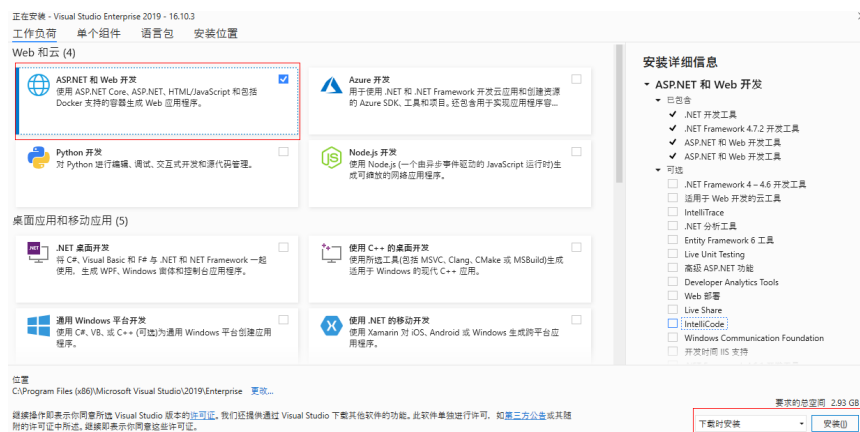 正在安装 - Visual Studio Enterprise 2019 - 16.10.3
工作负荷 单个组件 语言包 安装位置
Web 和云 (4)
ASP.NET 和 Web 开发
使用 ASP.NET Core、ASP.NET、HTML/JavaScript 和包括
Docker 支持的容器生成 Web 应用程序。
Azure 开发
用于使用 .NET 和 .NET Framework 开发云应用和创建资源
的 Azure SDK、工具和项目。还包含用于实现应用程序容...
Python 开发
对 Python 进行编辑、调试、交互式开发和源代码管理。
Node.js 开发
使用 Node.js (一个由异步事件驱动的 JavaScript 运行时)生
成可缩放的网络应用程序。
桌面应用和移动应用 (5)
.NET 桌面开发
将 C#、Visual Basic 和 F# 与 .NET 和 NET Framework 一起
使用，生成 WPF、Windows 窗体和控制台应用程序。
使用 C++ 的桌面开发
使用所选工具(包括 MSVC、Clang、CMake 或 MSBuild)生成
适用于 Windows 的现代 C++ 应用。
通用 Windows 平台开发
使用 C#、VB、或 C++ (可选)为通用 Windows 平台创建应用
程序。
使用 .NET 的移动开发
使用 Xamarin 对 iOS、Android 或 Windows 生成跨平台应
用程序。
安装详细信息
ASP.NET 和 Web 开发
已包含
.NET 开发工具
.NET Framework 4.7.2 开发工具
ASP.NET 和 Web 开发工具
ASP.NET 和 Web 开发工具
可选
.NET Framework 4 – 4.6 开发工具
适用于 Web 开发的云工具
IntelliTrace
.NET 分析工具
Entity Framework 6 工具
Live Unit Testing
高级 ASP.NET 功能
Developer Analytics Tools
Web 部署
Live Share
IntelliCode
Windows Communication Foundation
开发时间 IIS 支持
位置
C:\Program Files (x86)\Microsoft Visual Studio\2019\Enterprise 更改...
继续操作即表示你同意所选 Visual Studio 版本的许可证。我们还提供通过 Visual Studio 下载其他软件的功能。此软件单独进行许可，如第三方公告或其随
附的许可证中所述。继续即表示你同意这些许可证。
要求的总空间 2.93 GB
下载时安装 安装(I)